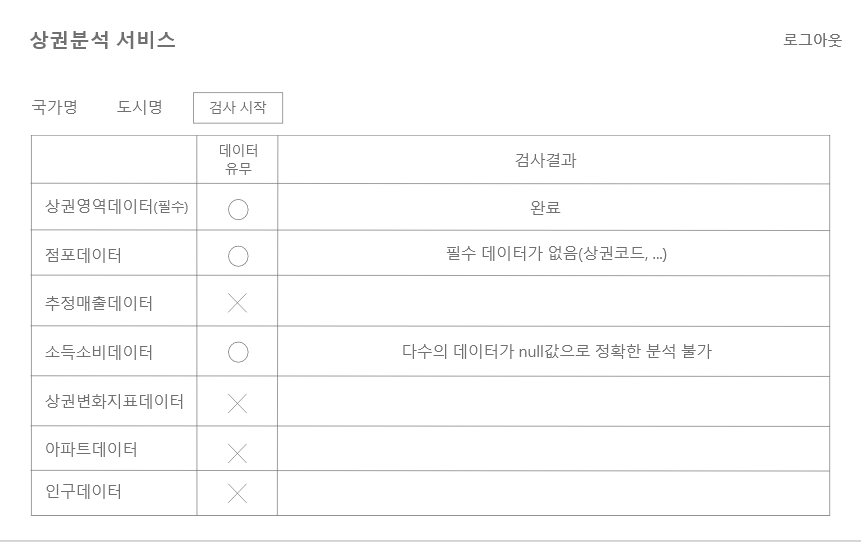 상권분석 서비스
로그아웃
국가명 도시명 검사 시작
데이터
유무
검사결과
상권영역데이터(필수) 완료
점포데이터 필수 데이터가 없음(상권코드, ...)
추정매출데이터
소득소비데이터 다수의 데이터가 null값으로 정확한 분석 불가
상권변화지표데이터
아파트데이터
인구데이터